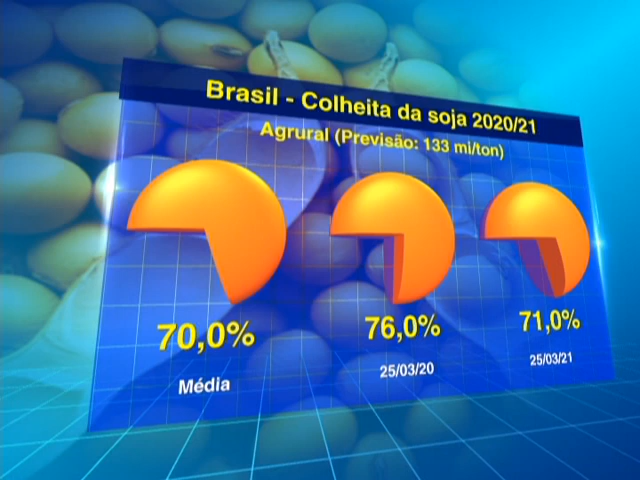 Brasil - Colheita da soja 2020/21
Agrural (Previsão: 133 mi/ton)
70,0% 76,0% 71,0%
Média 25/03/20 25/03/21